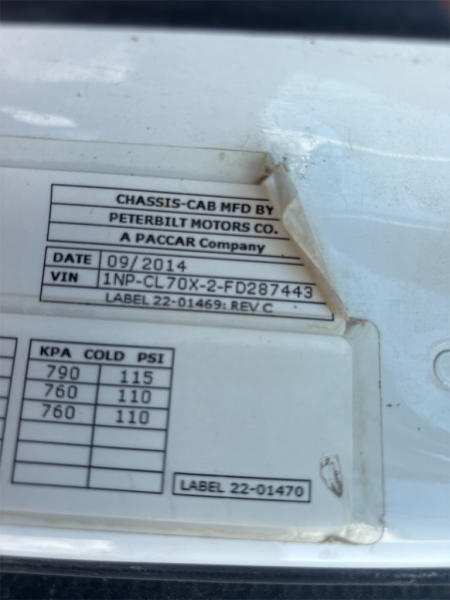 CHASSIS-CAB MFD BY
PETERBILT MOTORS CO.
A PACCAR Company
DATE 09/2014
VIN 1NP-CL70X-2-FD287443
LABEL 22-01469: REV C
KPA COLD PSI
790 115
760 110
760 110
LABEL 22-01470